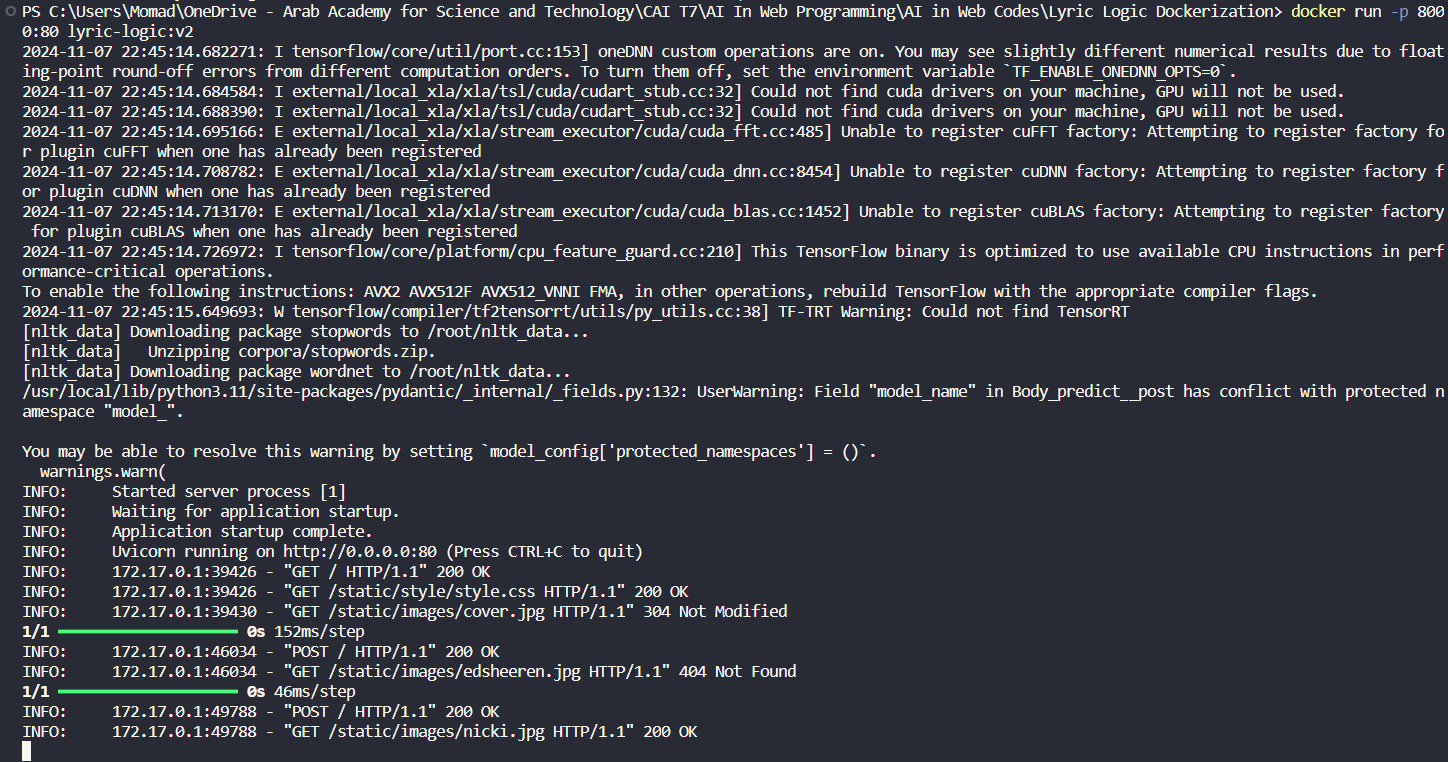 PS C:\Users\Momad\OneDrive - Arab Academy for Science and Technology\CAI T7\AI In Web Programming\AI in Web Codes\Lyric Logic Dockerization> docker run -p 800
0:80 lyric-logic:v2
2024-11-07 22:45:14.682271: I tensorflow/core/util/port.cc:153] oneDNN custom operations are on. You may see slightly different numerical results due to float
ing-point round-off errors from different computation orders. To turn them off, set the environment variable `TF_ENABLE_ONEDNN_OPTS=0`.
2024-11-07 22:45:14.684584: I external/local_xla/xla/tsl/cuda/cudart_stub.cc:32] Could not find cuda drivers on your machine, GPU will not be used.
2024-11-07 22:45:14.688390: I external/local_xla/xla/tsl/cuda/cudart_stub.cc:32] Could not find cuda drivers on your machine, GPU will not be used.
2024-11-07 22:45:14.695166: E external/local_xla/xla/stream_executor/cuda/cuda_fft.cc:485] Unable to register cuFFT factory: Attempting to register factory fo
r plugin cuFFT when one has already been registered
2024-11-07 22:45:14.708782: E external/local_xla/xla/stream_executor/cuda/cuda_dnn.cc:8454] Unable to register cuDNN factory: Attempting to register factory f
or plugin cuDNN when one has already been registered
2024-11-07 22:45:14.713170: E external/local_xla/xla/stream_executor/cuda/cuda_blas.cc:1452] Unable to register cuBLAS factory: Attempting to register factory
 for plugin cuBLAS when one has already been registered
2024-11-07 22:45:14.726972: I tensorflow/core/platform/cpu_feature_guard.cc:210] This TensorFlow binary is optimized to use available CPU instructions in perf
ormance-critical operations.
To enable the following instructions: AVX2 AVX512F AVX512_VNNI FMA, in other operations, rebuild TensorFlow with the appropriate compiler flags.
2024-11-07 22:45:15.649693: W tensorflow/compiler/tf2tensorrt/utils/py_utils.cc:38] TF-TRT Warning: Could not find TensorRT
[nltk_data] Downloading package stopwords to /root/nltk_data...
[nltk_data]   Unzipping corpora/stopwords.zip.
[nltk_data] Downloading package wordnet to /root/nltk_data...
/usr/local/lib/python3.11/site-packages/pydantic/_internal/_fields.py:132: UserWarning: Field "model_name" in Body_predict__post has conflict with protected n
amespace "model_".
You may be able to resolve this warning by setting `model_config['protected_namespaces'] = ()`.
  warnings.warn(
INFO:     Started server process [1]
INFO:     Waiting for application startup.
INFO:     Application startup complete.
INFO:     Uvicorn running on http://0.0.0.0:80 (Press CTRL+C to quit)
INFO:     172.17.0.1:39426 - "GET / HTTP/1.1" 200 OK
INFO:     172.17.0.1:39426 - "GET /static/style/style.css HTTP/1.1" 200 OK
INFO:     172.17.0.1:39430 - "GET /static/images/cover.jpg HTTP/1.1" 304 Not Modified
1/1 ━━━━━━━━━━━━━━━━━━━━ 0s 152ms/step
INFO:     172.17.0.1:46034 - "POST / HTTP/1.1" 200 OK
INFO:     172.17.0.1:46034 - "GET /static/images/edsheeren.jpg HTTP/1.1" 404 Not Found
1/1 ━━━━━━━━━━━━━━━━━━━━ 0s 46ms/step
INFO:     172.17.0.1:49788 - "POST / HTTP/1.1" 200 OK
INFO:     172.17.0.1:49788 - "GET /static/images/nicki.jpg HTTP/1.1" 200 OK